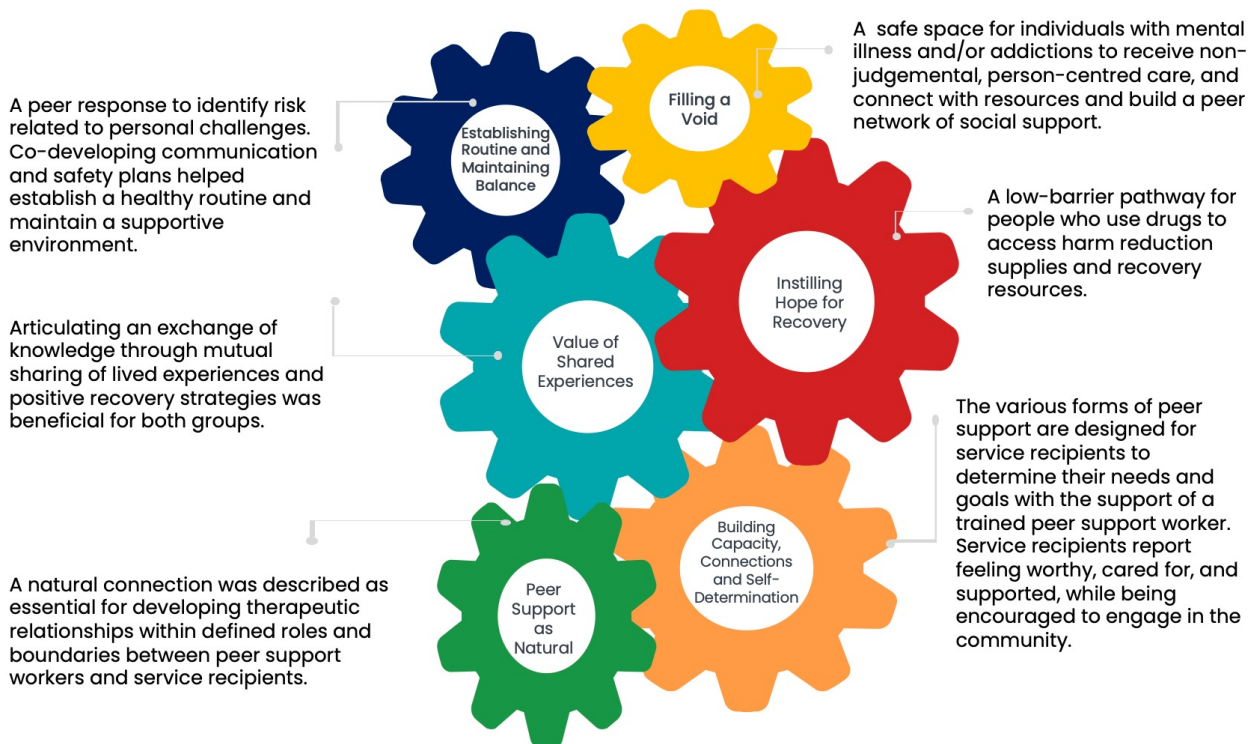 A peer response to identify risk
related to personal challenges.
Co-developing communication
and safety plans helped
establish a healthy routine and
maintain a supportive
environment.
Establishing
Routine and
Maintaining
Balance
Filling a
Void
A safe space for individuals with mental
illness and/or addictions to receive non-
judgemental, person-centred care, and
connect with resources and build a peer
network of social support.
Articulating an exchange of
knowledge through mutual
sharing of lived experiences and
positive recovery strategies was
beneficial for both groups.
Value of
Shared
Experiences
Instilling
Hope for
Recovery
A low-barrier pathway for
people who use drugs to
access harm reduction
supplies and recovery
resources.
A natural connection was described as
essential for developing therapeutic
relationships within defined roles and
boundaries between peer support
workers and service recipients.
Peer
Support
as
Natural
Building
Capacity,
Connections
and Self-
Determination
The various forms of peer
support are designed for
service recipients to
determine their needs and
goals with the support of a
trained peer support worker.
Service recipients report
feeling worthy, cared for, and
supported, while being
encouraged to engage in the
community.